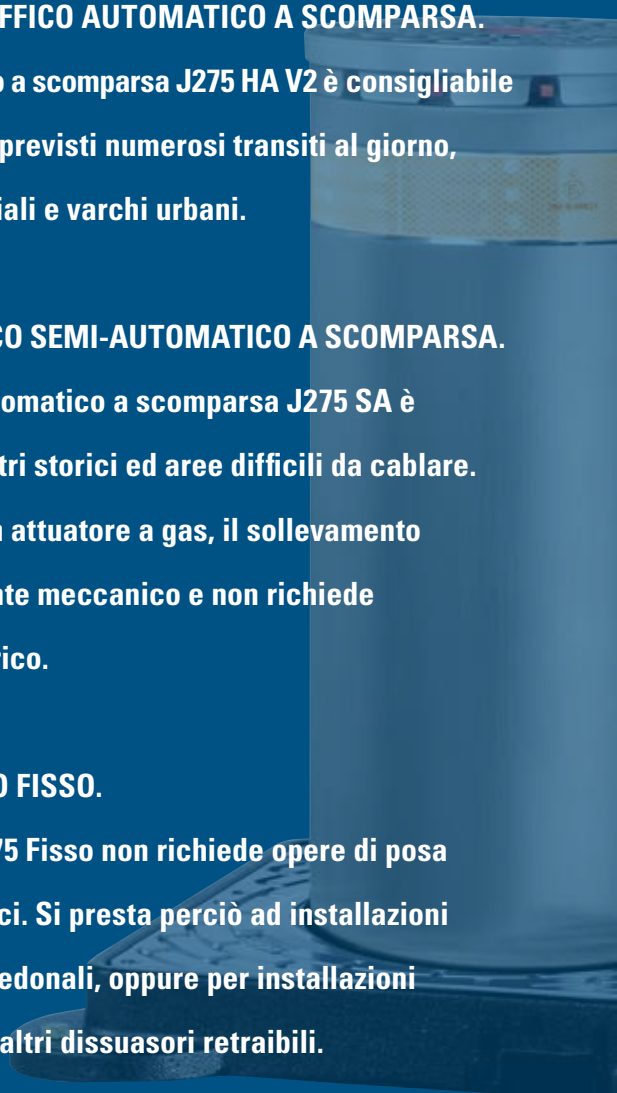 FFICO AUTOMATICO A SCOMPARSA.
o a scomparsa J275 HA V2 è consigliabile
previsti numerosi transiti al giorno,
iali e varchi urbani.
CO SEMI-AUTOMATICO A SCOMPARSA.
omatico a scomparsa J275 SA è
tri storici ed aree difficili da cablare.
attuatore a gas, il sollevamento
nte meccanico e non richiede
rico.
O FISSO.
75 Fisso non richiede opere di posa
ci. Si presta perciò ad installazioni
edonali, oppure per installazioni
altri dissuasori retraibili.